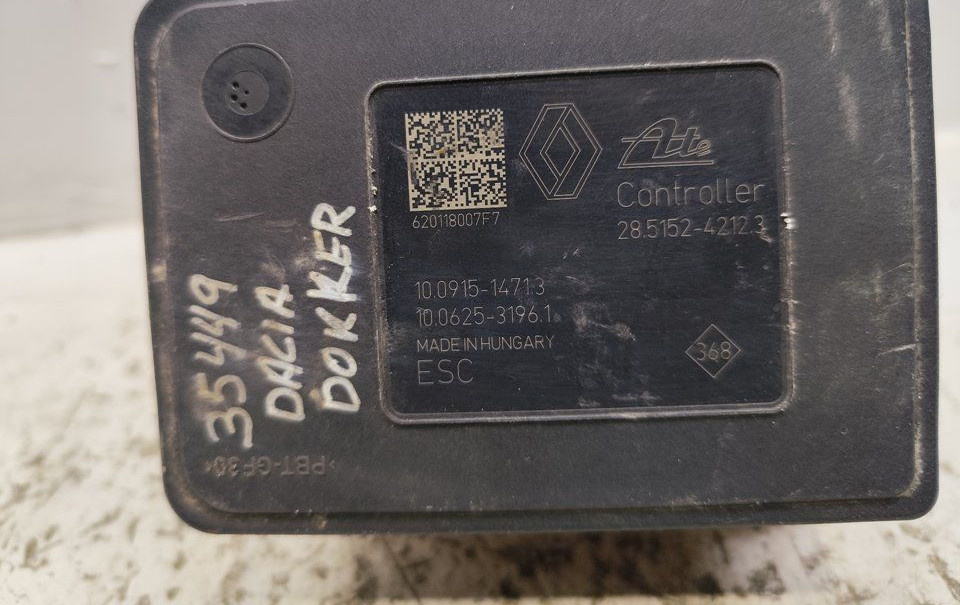 620118007F7
Ate
Controller
28.5152-4212.3
10.0915-1471.3
10.0625-3196.1
MADE IN HUNGARY
ESC
368
35449
DACIA
DOKKER
>PBT-GF30<